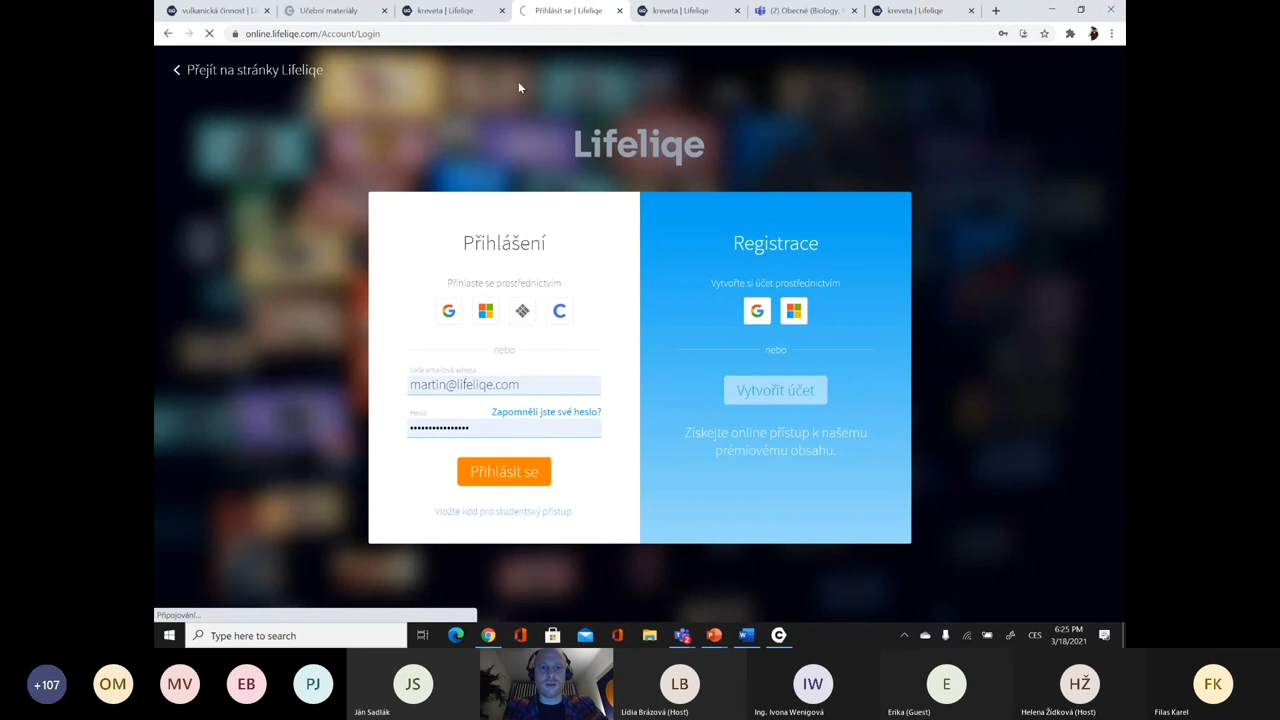 vulkanická činnost | L
Učební materiály
kreveta | Lifeliqe
Přihlásit se | Lifeliqe
kreveta | Lifeliqe
(2) Obecné (Biology,
kreveta | Lifeliqe
online.lifeliqe.com/Account/Login
Přejít na stránky Lifeliqe
Lifeliqe
Přihlášení
Přihlaste se prostřednictvím
nebo
Vaše emailová adresa
martin@lifeliqe.com
Heslo
Zapomněli jste své heslo?
••••••••••••••••
Přihlásit se
Vložte kód pro studentský přístup.
Registrace
Vytvořte si účet prostřednictvím
nebo
Vytvořit účet
Získejte online přístup k našemu
prémiovému obsahu.
Připojování...
Type here to search
CES
6:25 PM
3/18/2021
+107
OM
MV
EB
PJ
JS
Ján Sadlák
LB
Lídia Brázová (Host)
IW
Ing. Ivona Wenigová
E
Erika (Guest)
HŽ
Helena Žídková (Host)
FK
Filas Karel